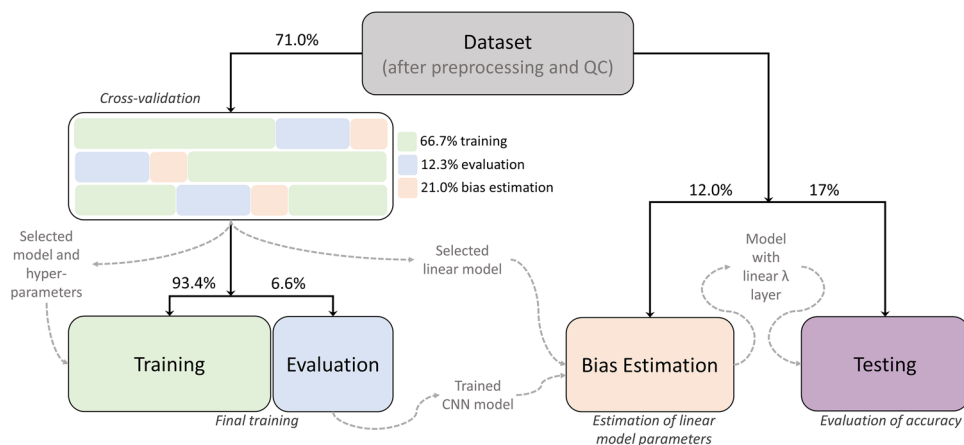 71.0%
Dataset
(after preprocessing and QC)
Cross-validation
66.7% training
12.3% evaluation
21.0% bias estimation
12.0%
17%
Selected
model and
hyper-
parameters
Selected
linear model
Model
with
linear λ
layer
93.4%
6.6%
Training
Evaluation
Bias Estimation
Testing
Trained
CNN model
Final training
Estimation of linear
model parameters
Evaluation of accuracy